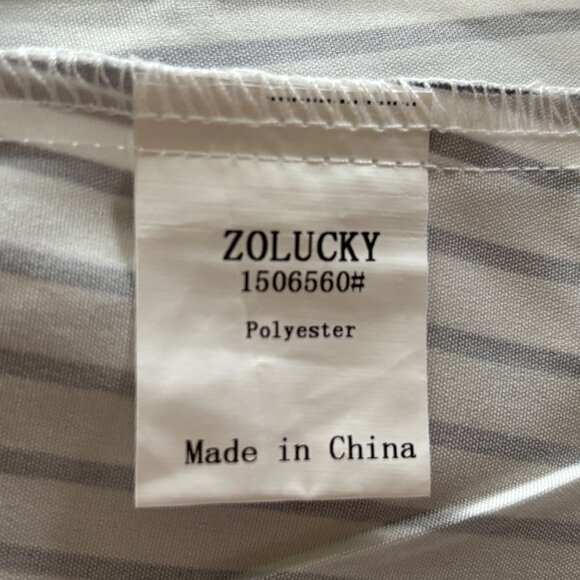 ZOLUCKY
1506560#
Polyester
Made in China